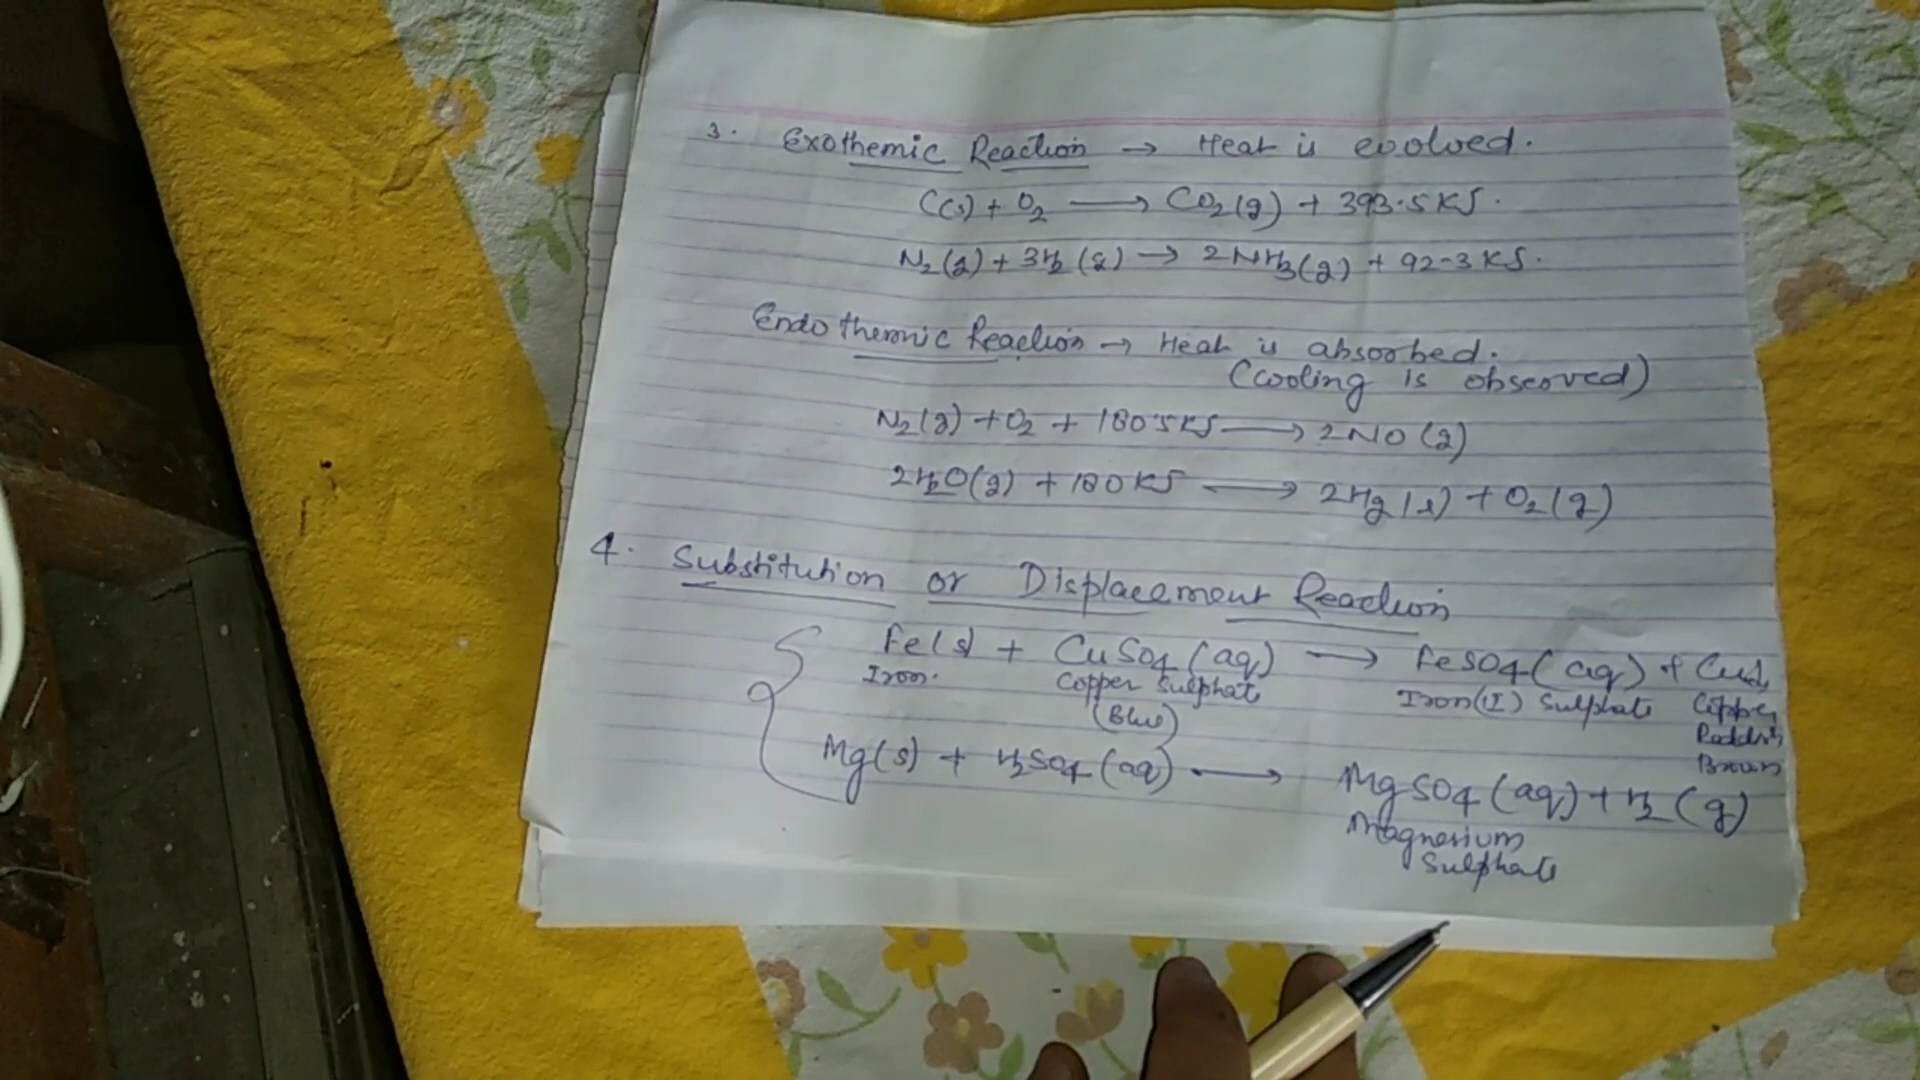 3. Exothemic Reaction → Heat is evolved.
C(s) + O2 ⟶ CO2(g) + 393.5 KJ.
N2(g) + 3H2(g) → 2NH3(g) + 92-3 KJ.
Endothermic Reaction → Heat is absorbed.
(Cooling is observed)
N2(g) + O2 + 180.5 KJ ⟶ 2NO(g)
2H2O(g) + 180 KJ ⟶ 2Hg(l) + O2(g)
4. Substitution or Displacement Reaction
Fe(s) + CuSO4(aq) ⟶ FeSO4(aq) +
Iron. Copper Sulphate Iron(II) Sulphate Copper
(Blue) Reddish
Brown
Mg(s) + H2SO4(aq) ⟶ MgSO4(aq) + H2(g)
Magnesium
Sulphate